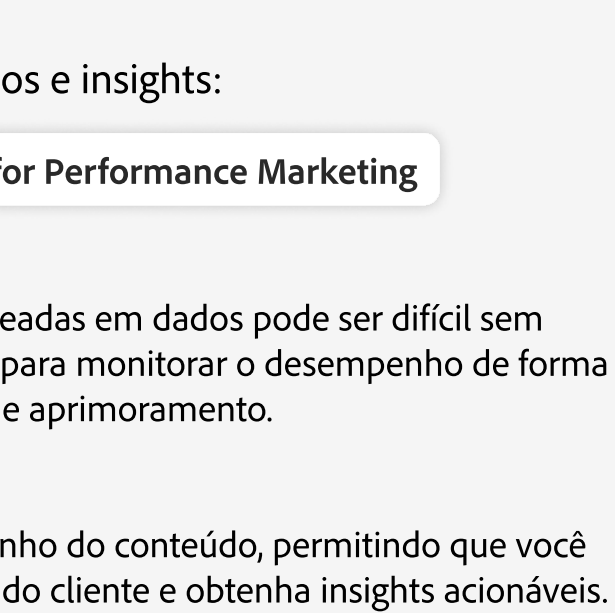 os e insights:
for Performance Marketing
eadas em dados pode ser difícil sem
para monitorar o desempenho de forma
e aprimoramento.
nho do conteúdo, permitindo que você
do cliente e obtenha insights acionáveis.